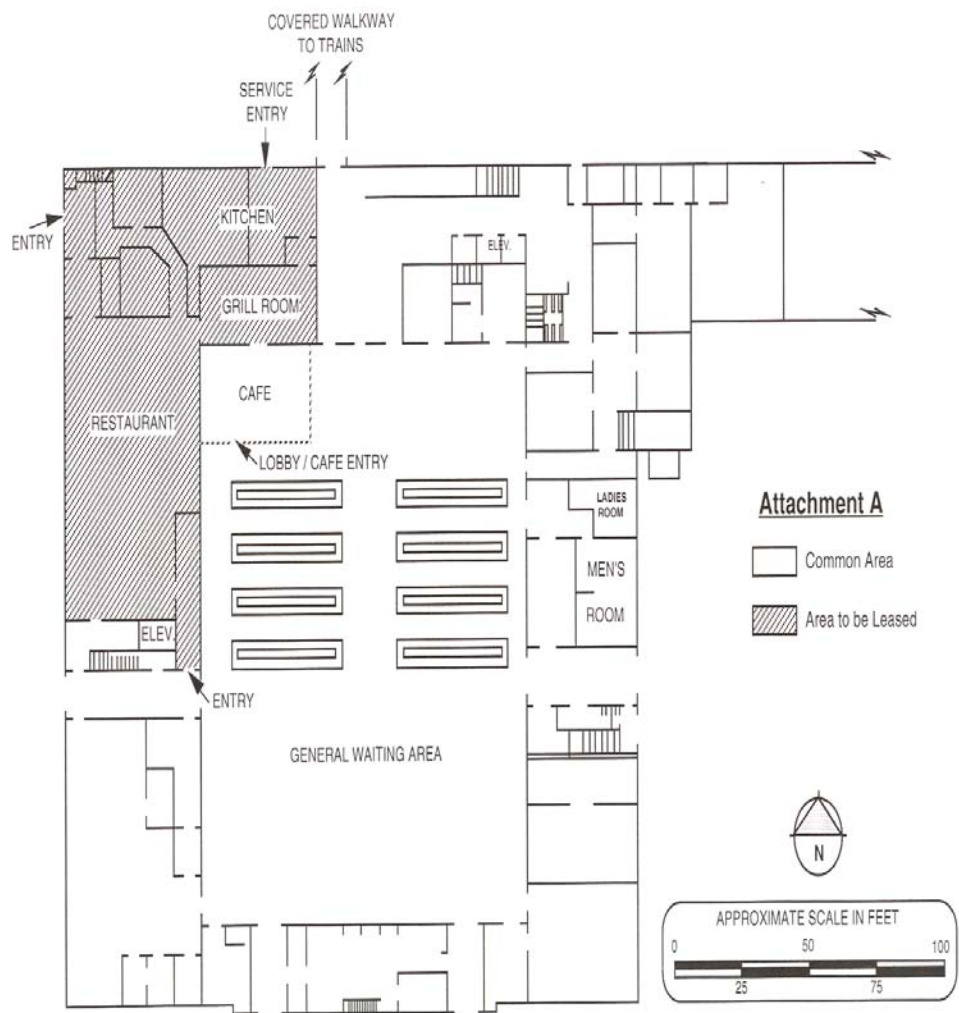 COVERED WALKWAY
TO TRAINS
SERVICE
ENTRY
KITCHEN
ENTRY
ELEV.
GRILL ROOM
CAFE
RESTAURANT
LOBBY / CAFE ENTRY
LADIES
ROOM
Attachment A
MEN'S
ROOM
Common Area
Area to be Leased
ELEV.
ENTRY
GENERAL WAITING AREA
N
APPROXIMATE SCALE IN FEET
0 50 100
25 75